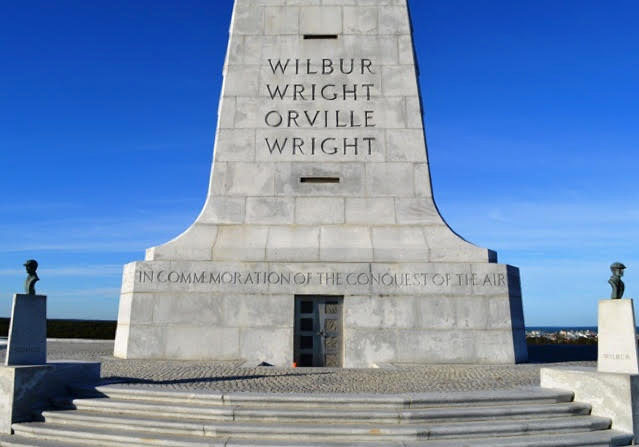 WILBUR
WRIGHT
ORVILLE
WRIGHT
IN COMMEMORATION OF THE CONQUEST OF THE AIR
WILBUR